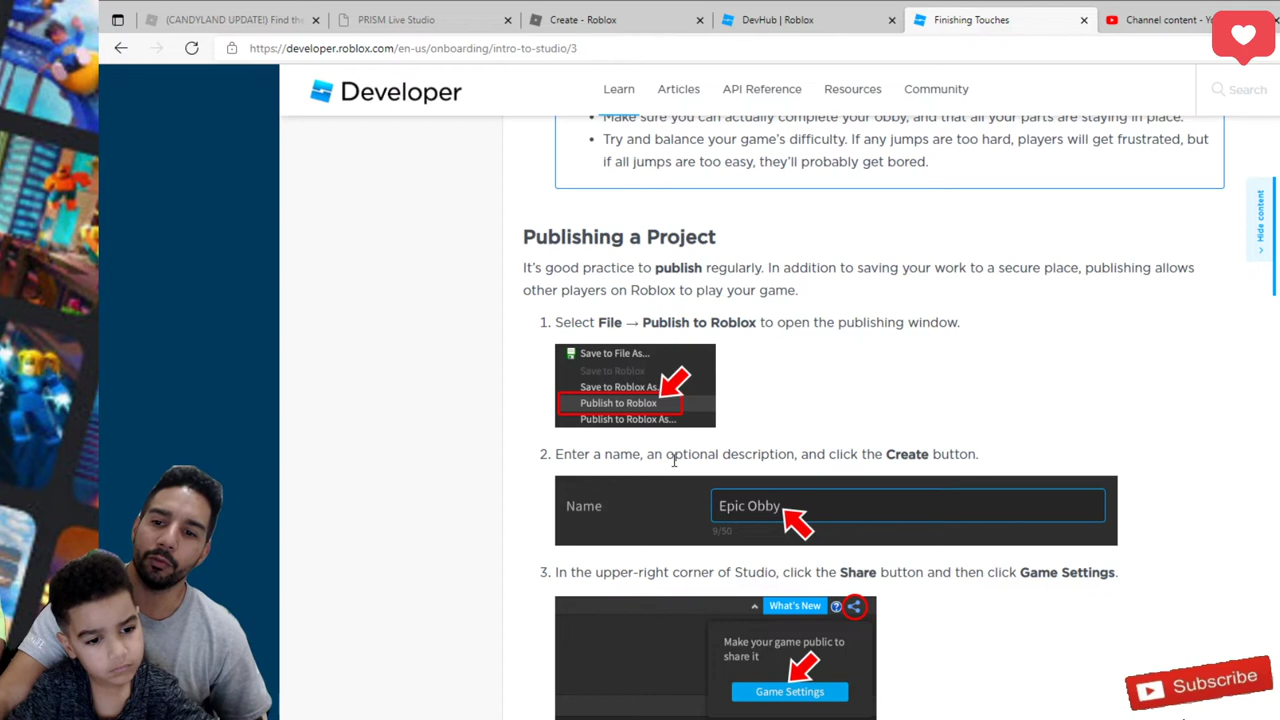 (CANDYLAND UPDATE!) Find the
PRISM Live Studio
Create - Roblox
DevHub | Roblox
Finishing Touches
Channel content - Yo
https://developer.roblox.com/en-us/onboarding/intro-to-studio/3
Developer
Learn
Articles
API Reference
Resources
Community
Search
Make sure you can actually complete your obby, and that all your parts are staying in place.
Try and balance your game's difficulty. If any jumps are too hard, players will get frustrated, but
if all jumps are too easy, they'll probably get bored.
Hide content
Publishing a Project
It's good practice to publish regularly. In addition to saving your work to a secure place, publishing allows
other players on Roblox to play your game.
1. Select File → Publish to Roblox to open the publishing window.
Save to File As...
Save to Roblox
Save to Roblox As.
Publish to Roblox
Publish to Roblox As...
2. Enter a name, an optional description, and click the Create button.
Name
Epic Obby
9/50
3. In the upper-right corner of Studio, click the Share button and then click Game Settings.
What's New
Make your game public to
share it
Game Settings
Subscribe